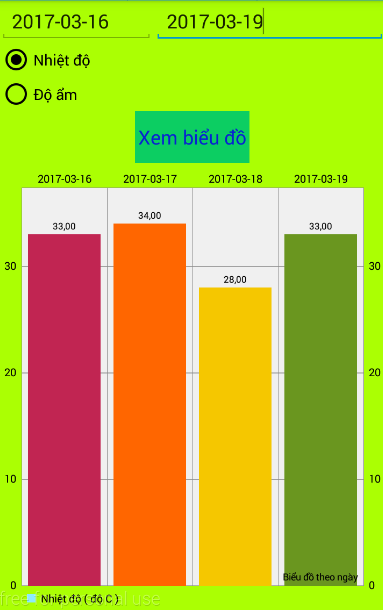 2017-03-16 2017-03-19
Nhiệt độ
Độ ẩm
Xem biểu đồ
2017-03-16 2017-03-17 2017-03-18 2017-03-19
33,00 34,00 28,00 33,00
30 30
20 20
10 10
Biểu đồ theo ngày
0 0
Nhiệt độ ( độ C )